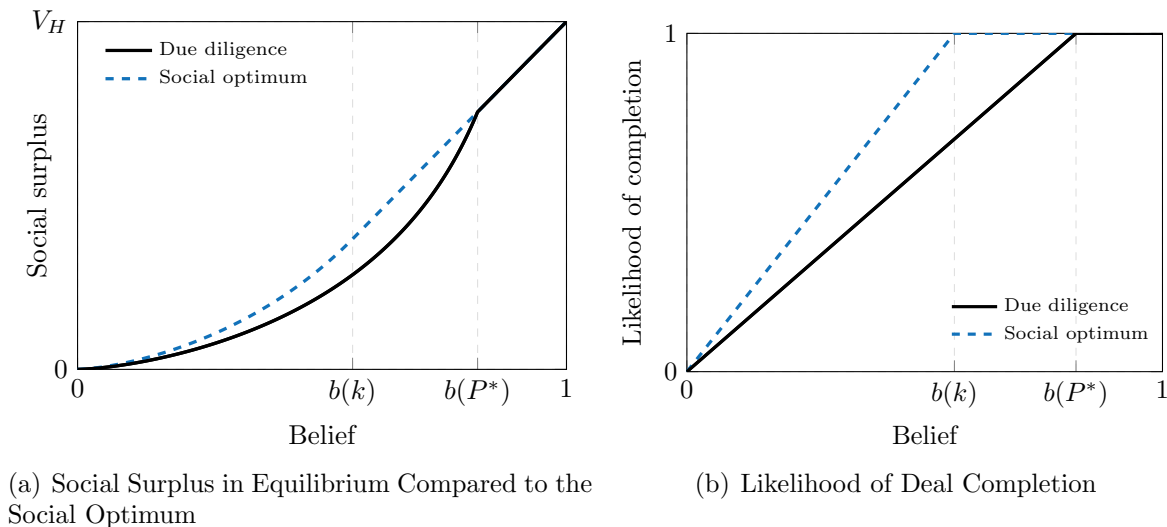 V_H
Due diligence
Social optimum
Social surplus
0
0
b(k)
b(P*)
1
Belief
(a) Social Surplus in Equilibrium Compared to the
Social Optimum
1
Likelihood of completion
Due diligence
Social optimum
0
0
b(k)
b(P*)
1
Belief
(b) Likelihood of Deal Completion